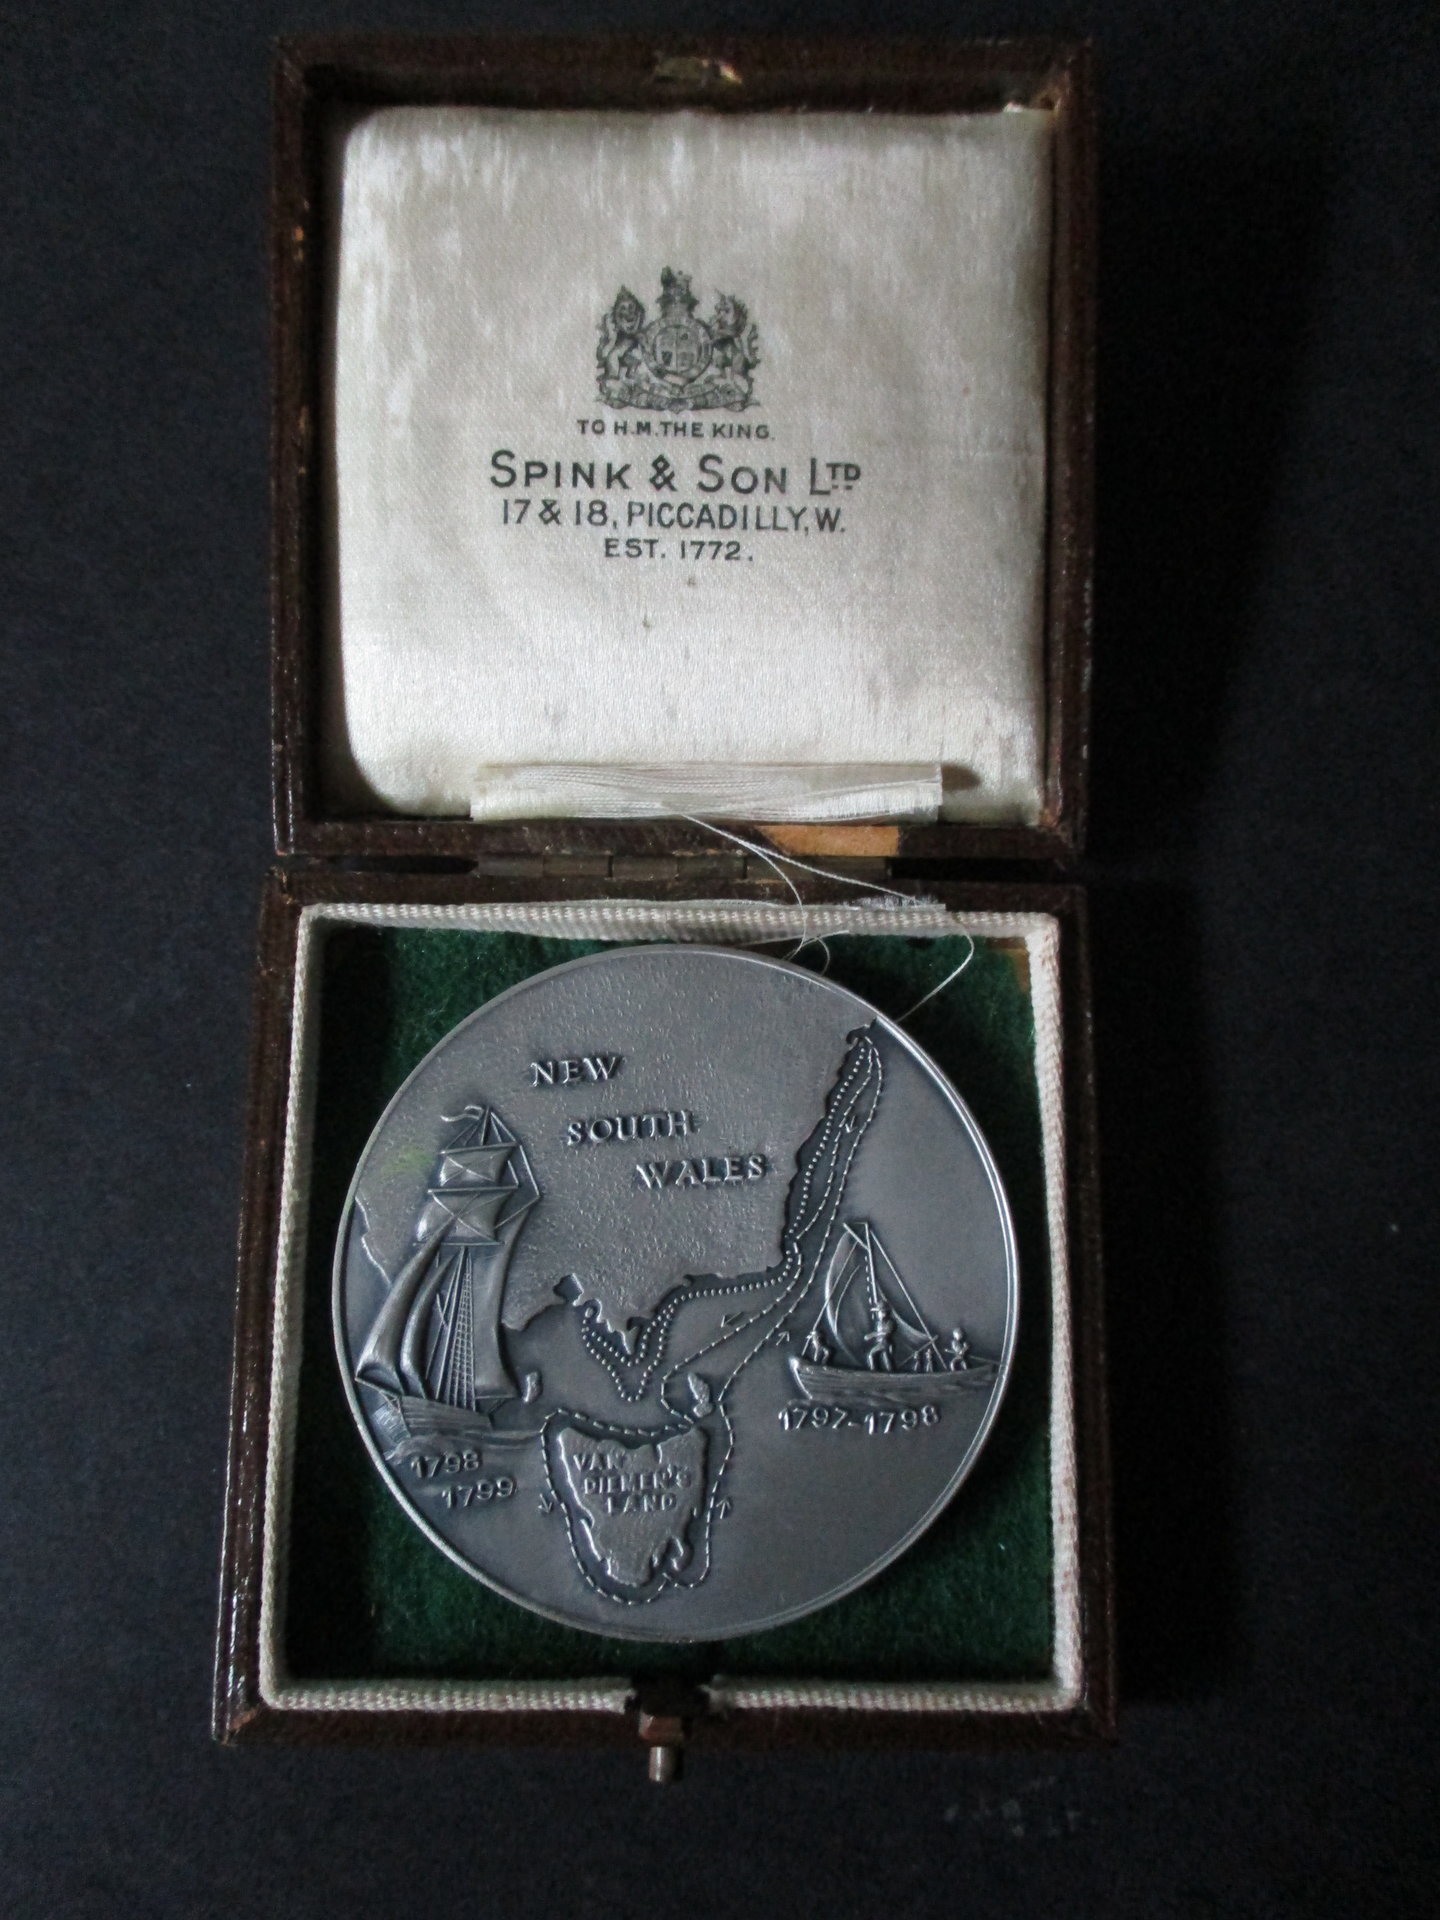 TO H.M. THE KING.
SPINK & SON LTD
17 & 18, PICCADILLY, W.
EST. 1772.
NEW
SOUTH
WALES
1797-1798
1798
1799
VAN
DIEMEN'S
LAND